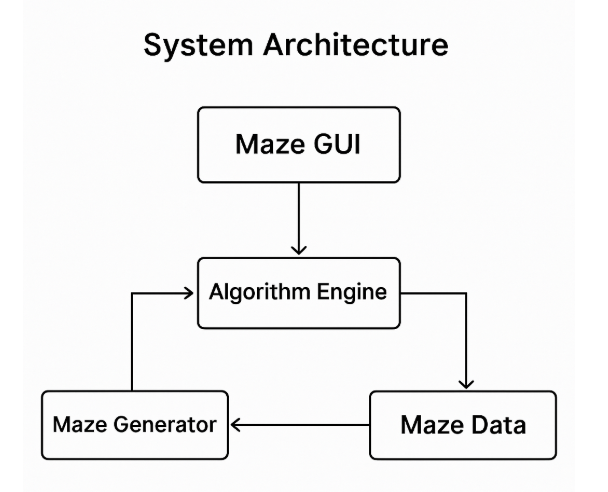 System Architecture
Maze GUI
Algorithm Engine
Maze Generator
Maze Data